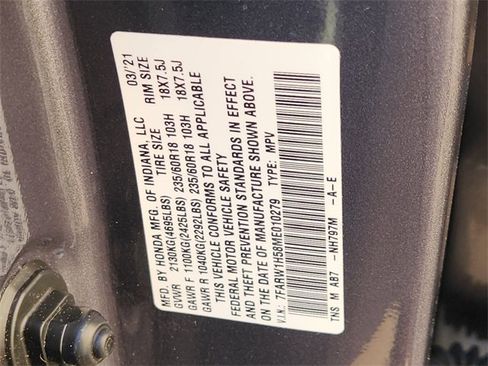 MFD. BY HONDA MFG. OF INDIANA, LLC 03/'21
TIRE SIZE RIM SIZE
GVWR 2130KG(4695LBS)
GAWR F 1100KG(2425LBS) 235/60R18 103H 18X7.5J
GAWR R 1040KG(2292LBS) 235/60R18 103H 18X7.5J
THIS VEHICLE CONFORMS TO ALL APPLICABLE
FEDERAL MOTOR VEHICLE SAFETY
AND THEFT PREVENTION STANDARDS IN EFFECT
ON THE DATE OF MANUFACTURE SHOWN ABOVE.
V.I.N.: 7FARW1H58ME010279 TYPE: MPV
TNS M AB7 -NH797M -A-E